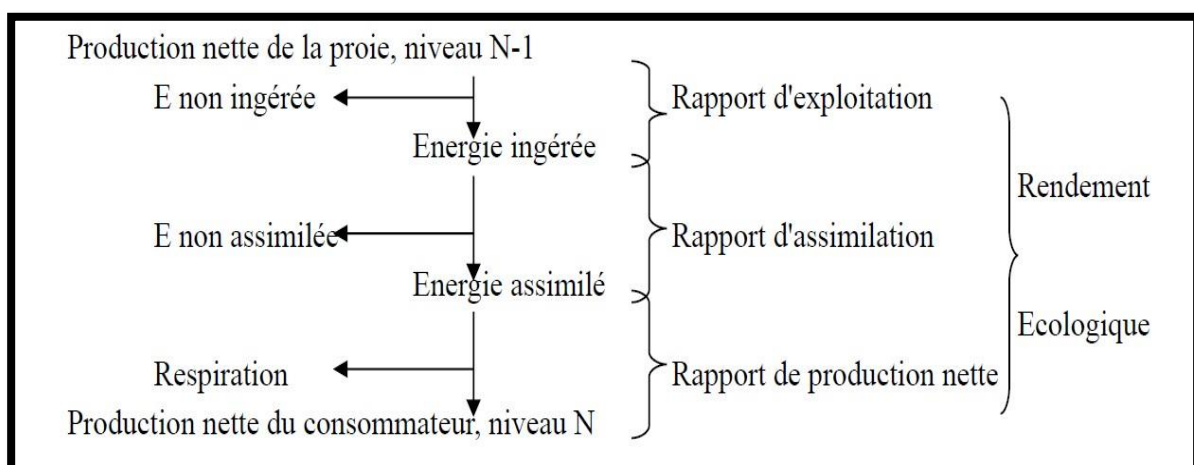 Production nette de la proie, niveau N-1
E non ingérée
Rapport d'exploitation
Energie ingérée
Rendement
E non assimilée
Rapport d'assimilation
Energie assimilé
Ecologique
Respiration
Rapport de production nette
Production nette du consommateur, niveau N